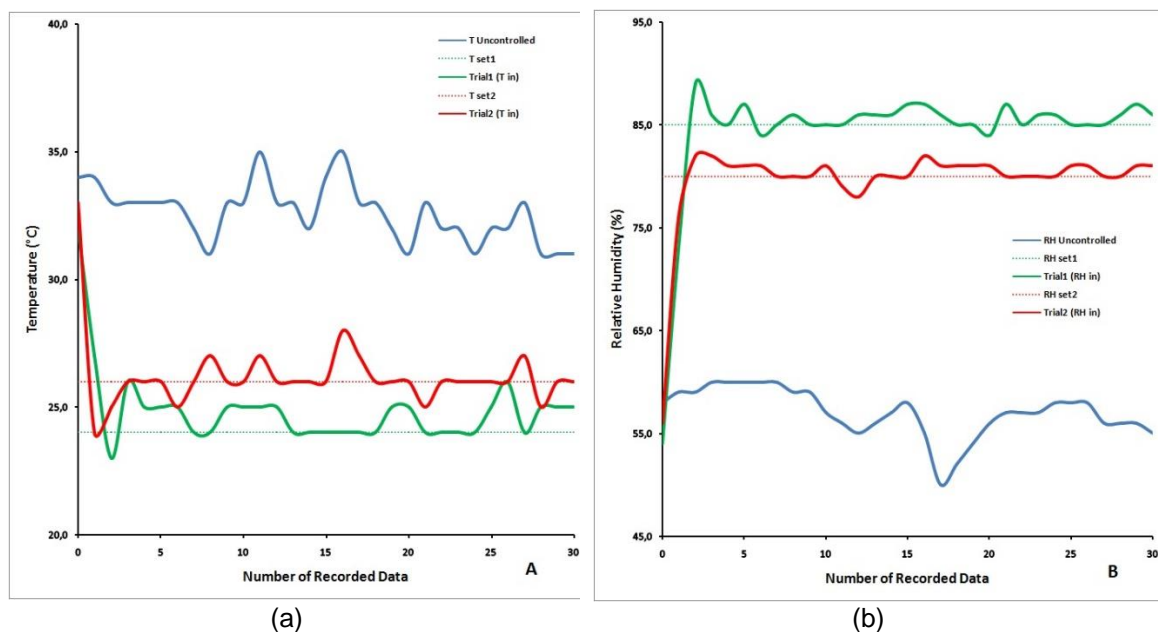 40,0
35,0
30,0
25,0
20,0
Temperature (°C)
T Uncontrolled
T set1
Trial1 (T in)
T set2
Trial2 (T in)
0 5 10 15 20 25 30
Number of Recorded Data
A
(a)
95,0
85,0
75,0
65,0
55,0
45,0
Relative Humidity (%)
RH Uncontrolled
RH set1
Trial1 (RH in)
RH set2
Trial2 (RH in)
0 5 10 15 20 25 30
Number of Recorded Data
B
(b)